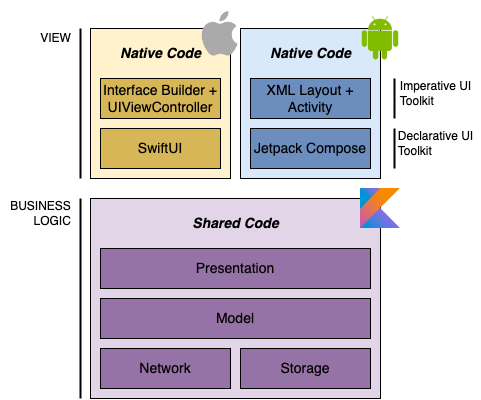 VIEW
Native Code
Native Code
Interface Builder +
UIViewController
XML Layout +
Activity
Imperative UI
Toolkit
SwiftUI
Jetpack Compose
Declarative UI
Toolkit
BUSINESS
LOGIC
Shared Code
Presentation
Model
Network
Storage